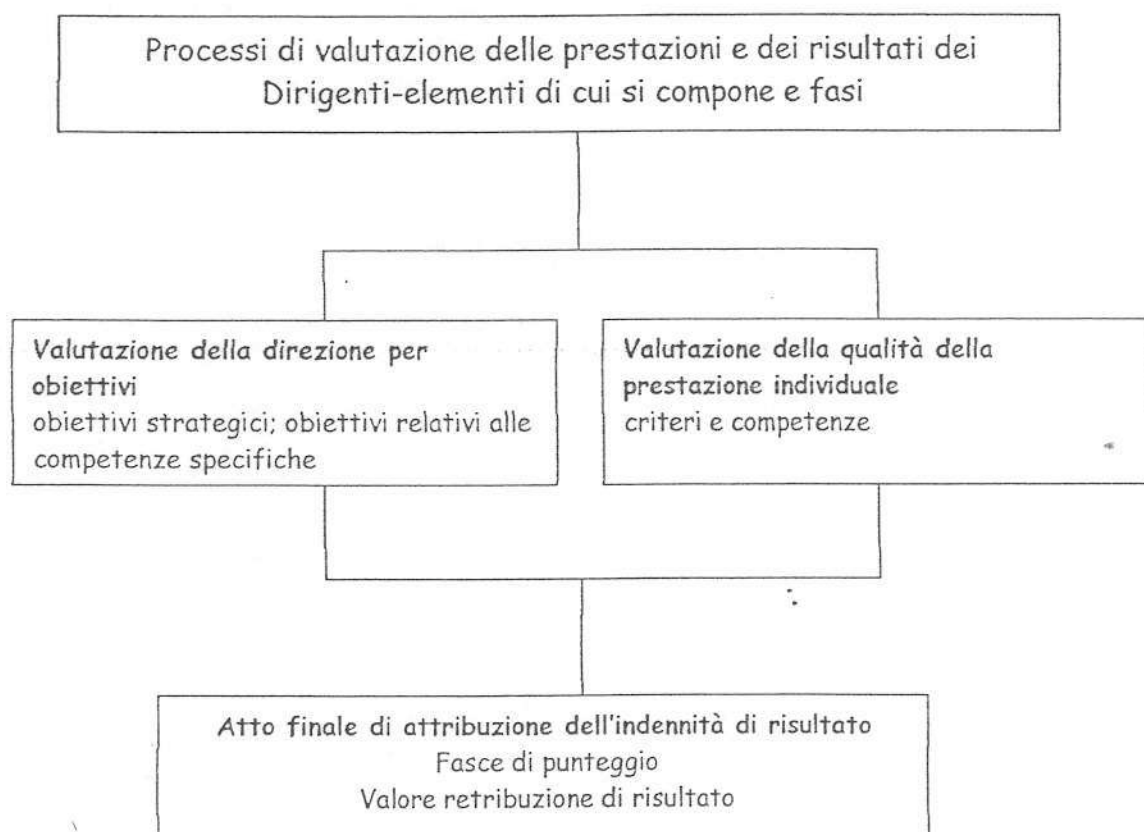 Processi di valutazione delle prestazioni e dei risultati dei
Dirigenti-elementi di cui si compone e fasi
Valutazione della direzione per
obiettivi
obiettivi strategici; obiettivi relativi alle
competenze specifiche
Valutazione della qualità della
prestazione individuale
criteri e competenze
Atto finale di attribuzione dell'indennità di risultato
Fasce di punteggio
Valore retribuzione di risultato